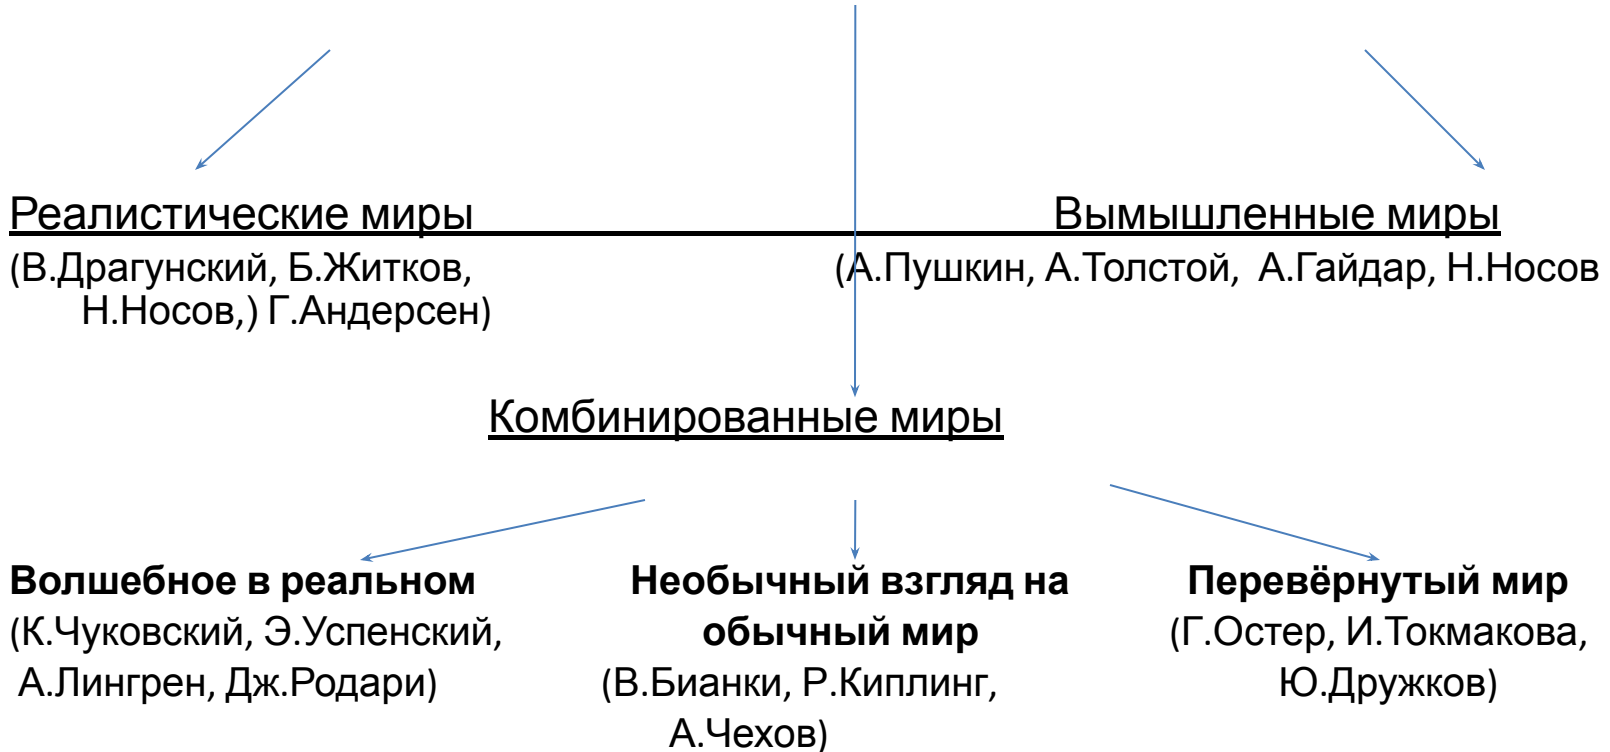 Реалистические миры Вымышленные миры
(В.Драгунский, Б.Житков, (А.Пушкин, А.Толстой, А.Гайдар, Н.Носов
Н.Носов,) Г.Андерсен)
Комбинированные миры
Волшебное в реальном Необычный взгляд на Перевёрнутый мир
(К.Чуковский, Э.Успенский, обычный мир (Г.Остер, И.Токмакова,
А.Лингрен, Дж.Родари) (В.Бианки, Р.Киплинг, Ю.Дружков)
А.Чехов)